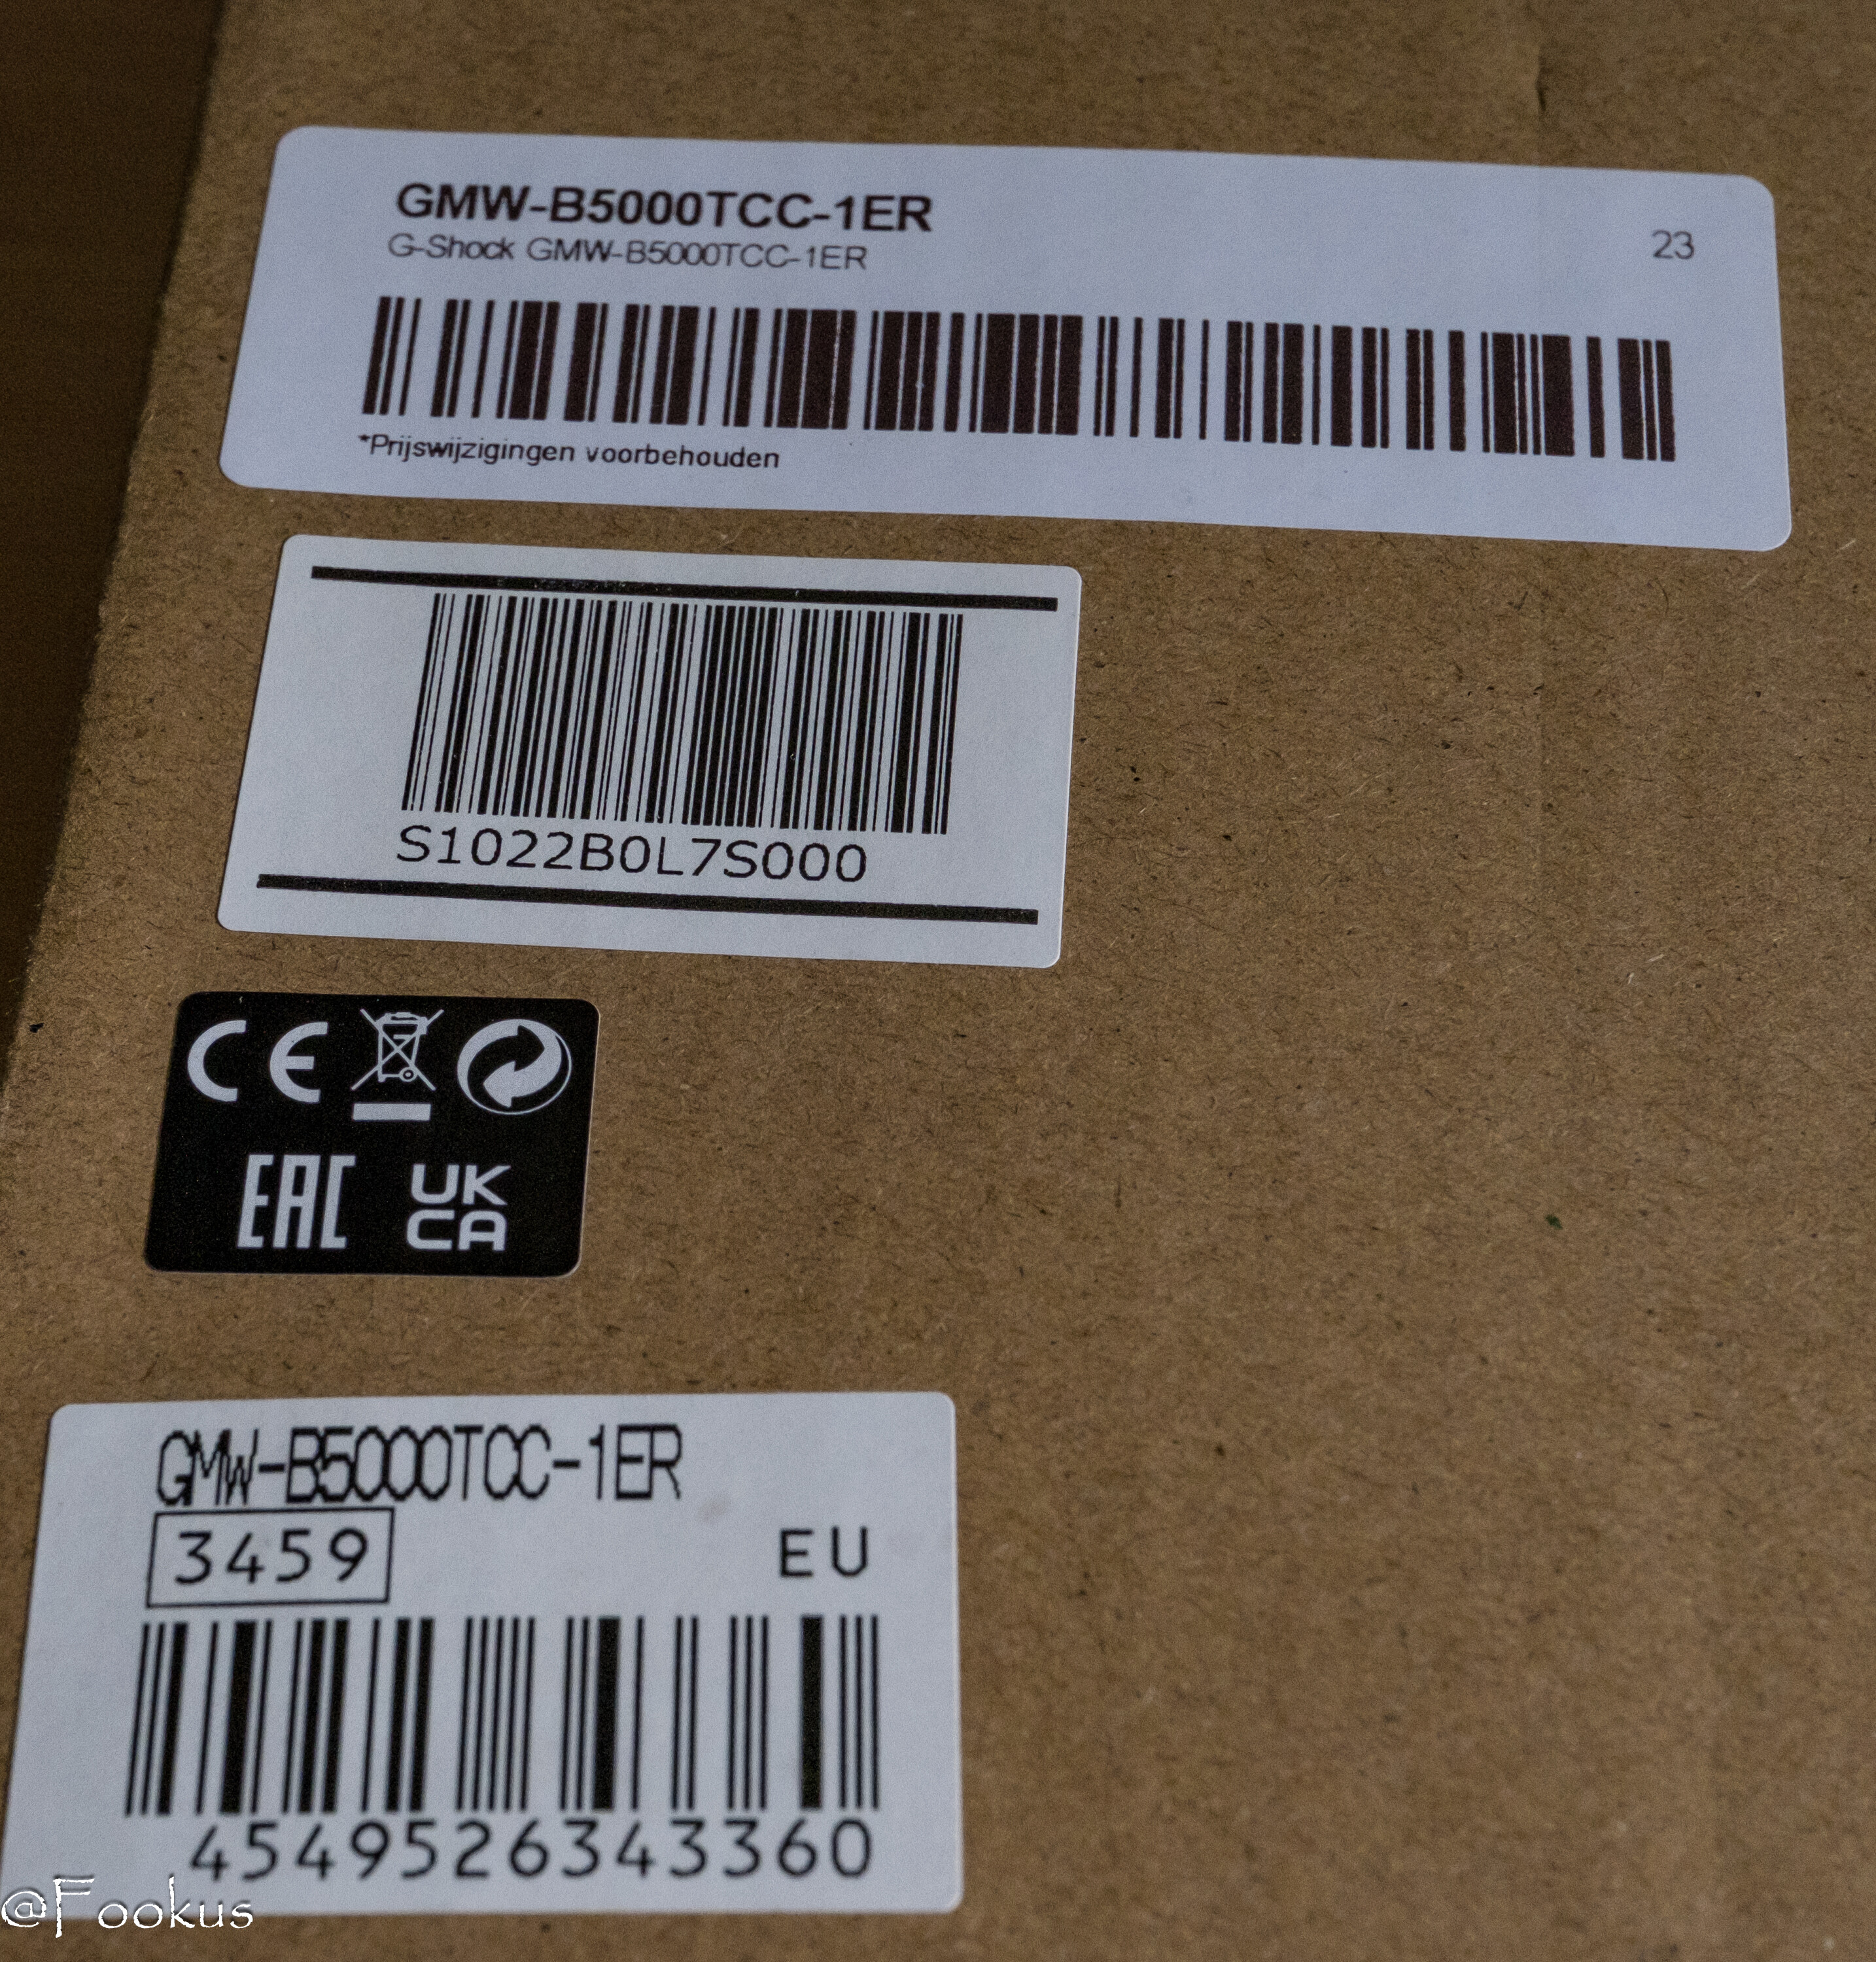 GMW-B5000TCC-1ER
23
G-Shock GMW-B5000TCC-1ER
*Prijswijzigingen voorbehouden
S1022B0L7S000
CE
EAC
UK
CA
GMW-B5000TCC-1ER
3459
EU
4549526343360
@Fookus